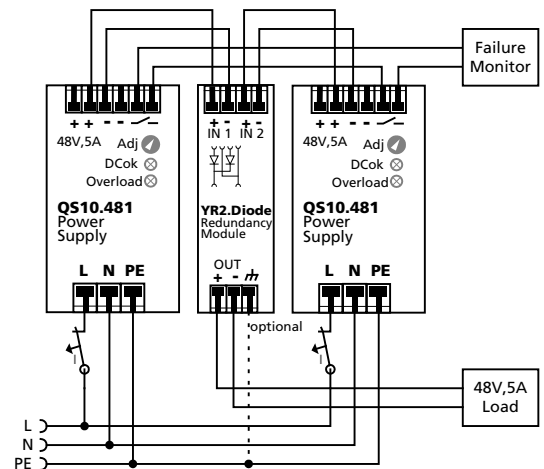 Failure
Monitor
+ + - -
48V,5A
Adj
DCok
Overload
QS10.481
Power
Supply
L N PE
+ - + -
IN 1 IN 2
YR2.Diode
Redundancy
Module
OUT
+ -
optional
+ + - -
48V,5A
Adj
DCok
Overload
QS10.481
Power
Supply
L N PE
I
I
48V,5A
Load
L
N
PE